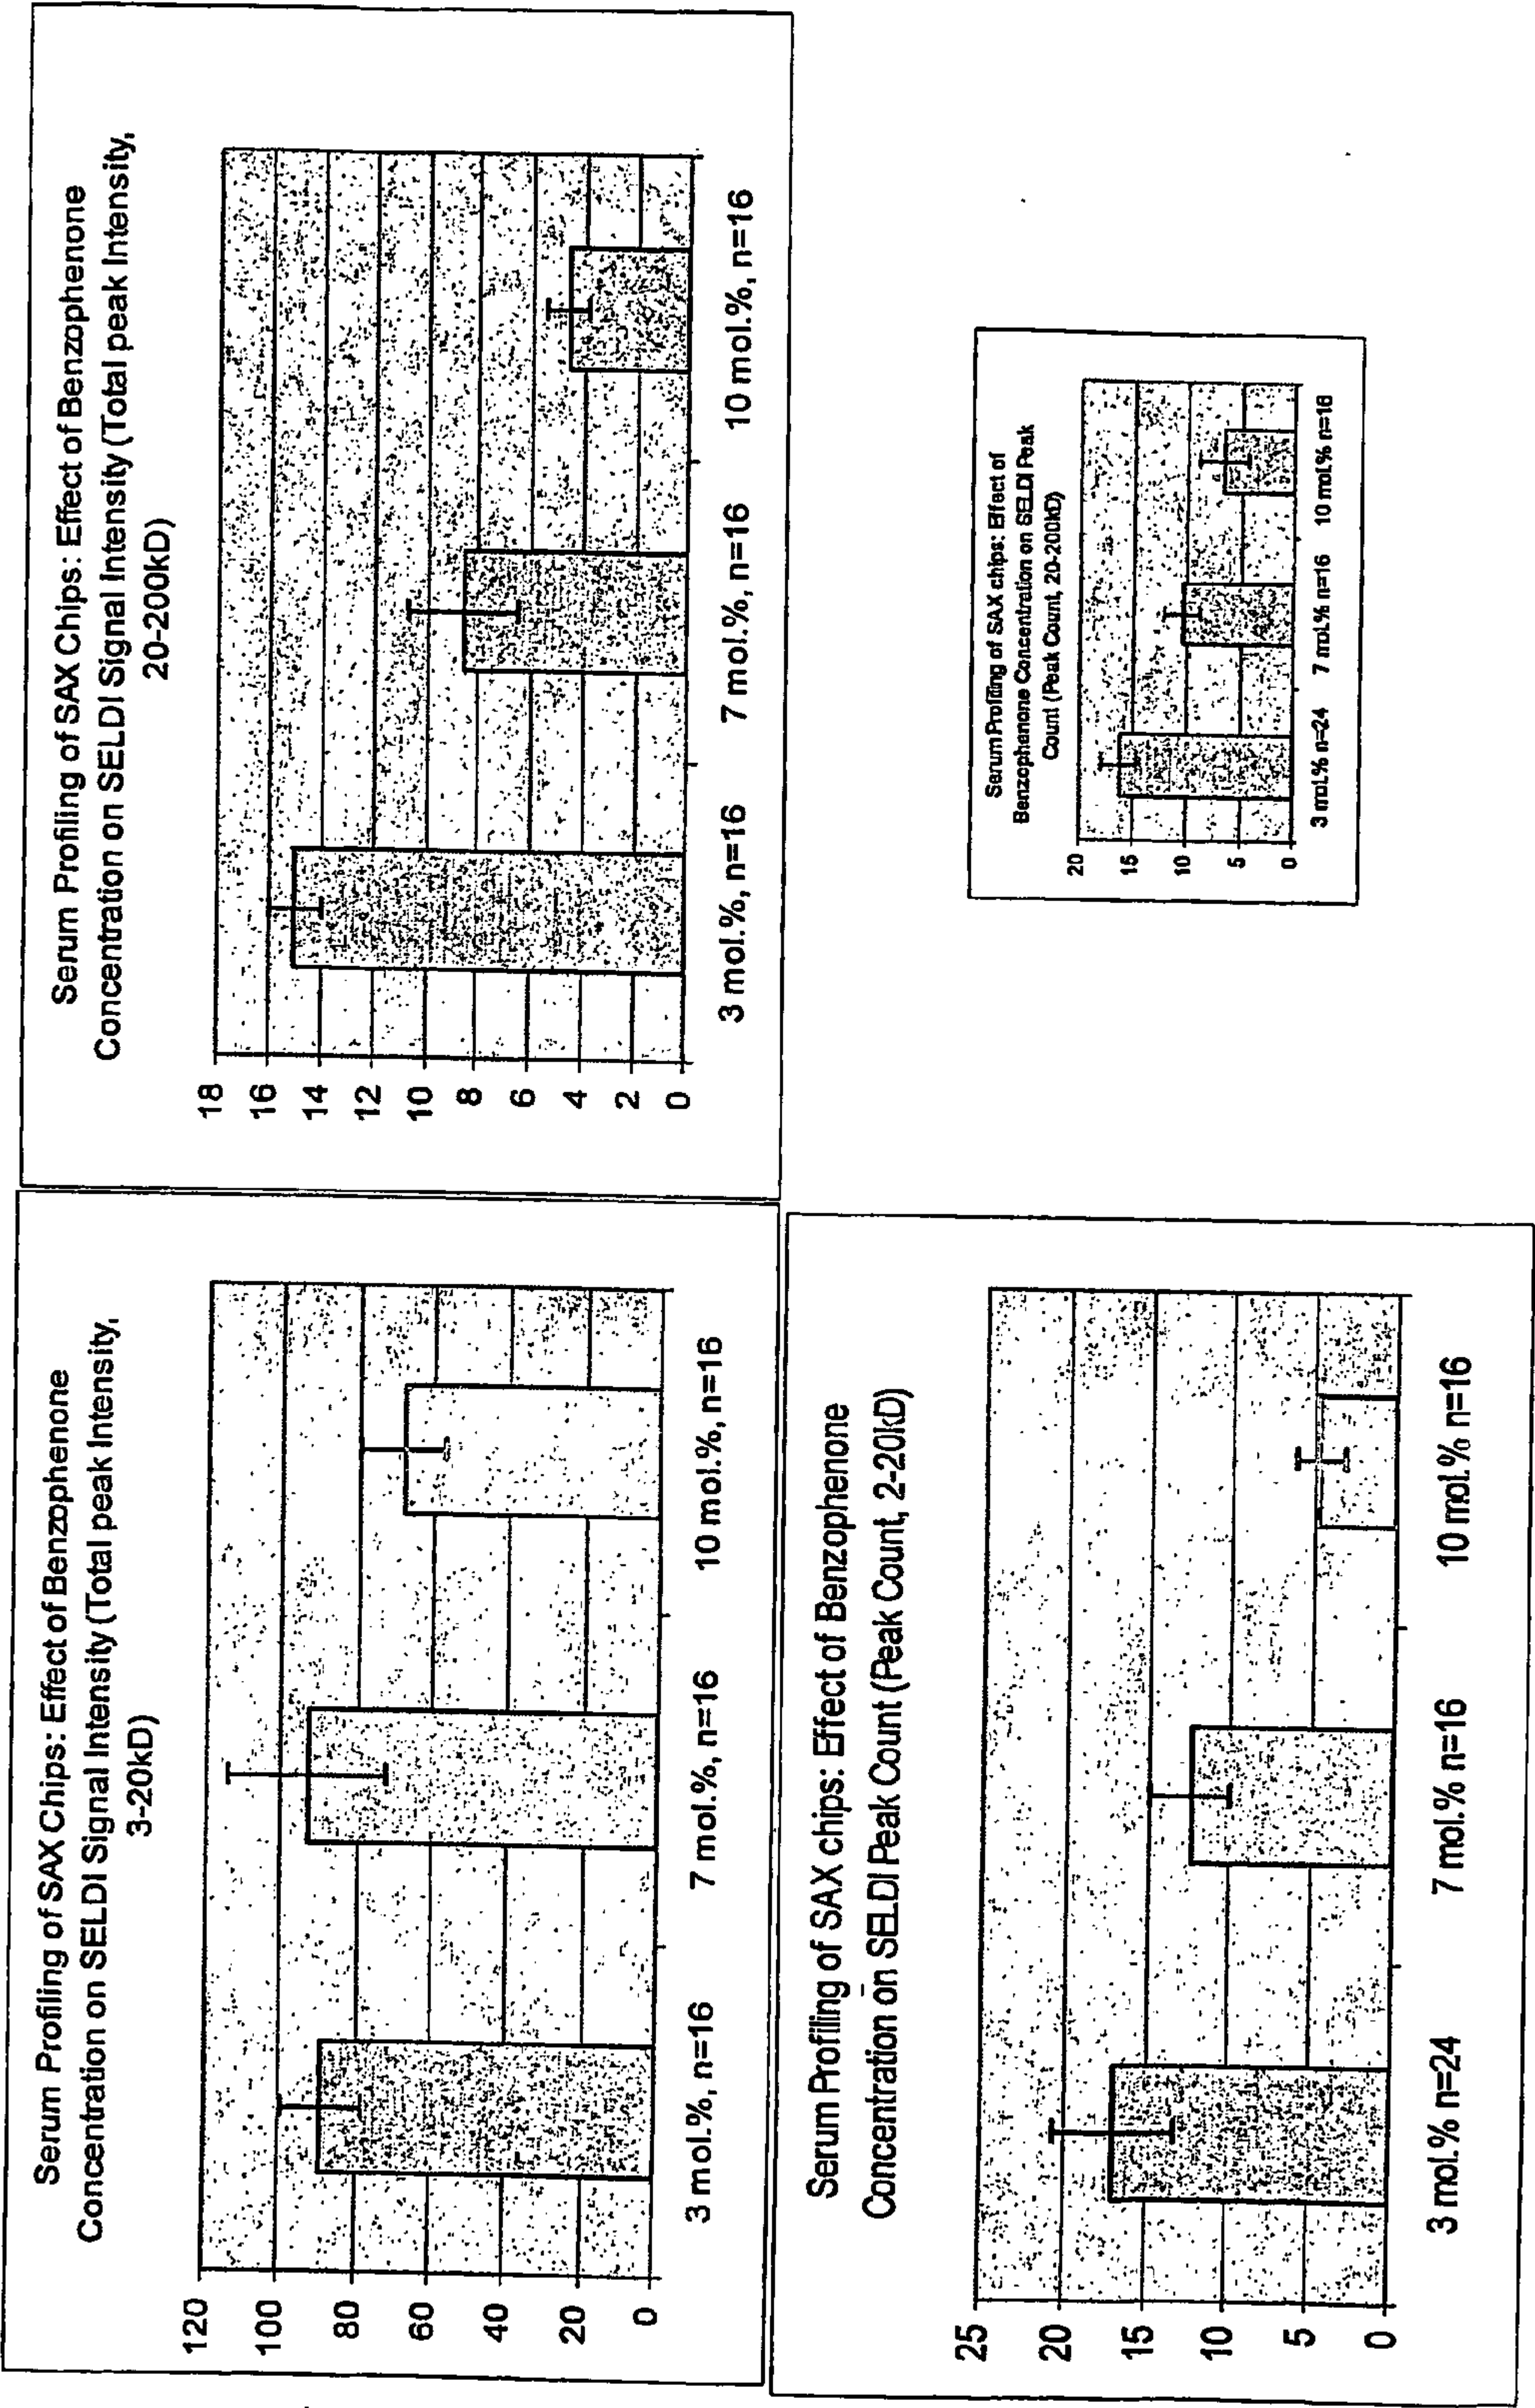 Serum Profiling of SAX Chips: Effect of Benzophenone
Concentration on SELDI Signal Intensity (Total peak Intensity,
3-20kD)
120
100
80
60
40
20
0
3 mol.%, n=16 7 mol.%, n=16 10 mol.%, n=16
Serum Profiling of SAX Chips: Effect of Benzophenone
Concentration on SELDI Signal Intensity (Total peak Intensity,
20-200kD)
18
16
14
12
10
8
6
4
2
0
3 mol.%, n=16 7 mol.%, n=16 10 mol.%, n=16
Serum Profiling of SAX chips: Effect of Benzophenone
Concentration on SELDI Peak Count (Peak Count, 2-20kD)
25
20
15
10
5
0
3 mol.% n=24 7 mol.% n=16 10 mol.% n=16
Serum Profiling of SAX chips: Effect of
Benzophenone Concentration on SELDI Peak
Count (Peak Count, 20-200kD)
20
15
10
5
0
3 mol.% n=24 7 mol.% n=16 10 mol.% n=16